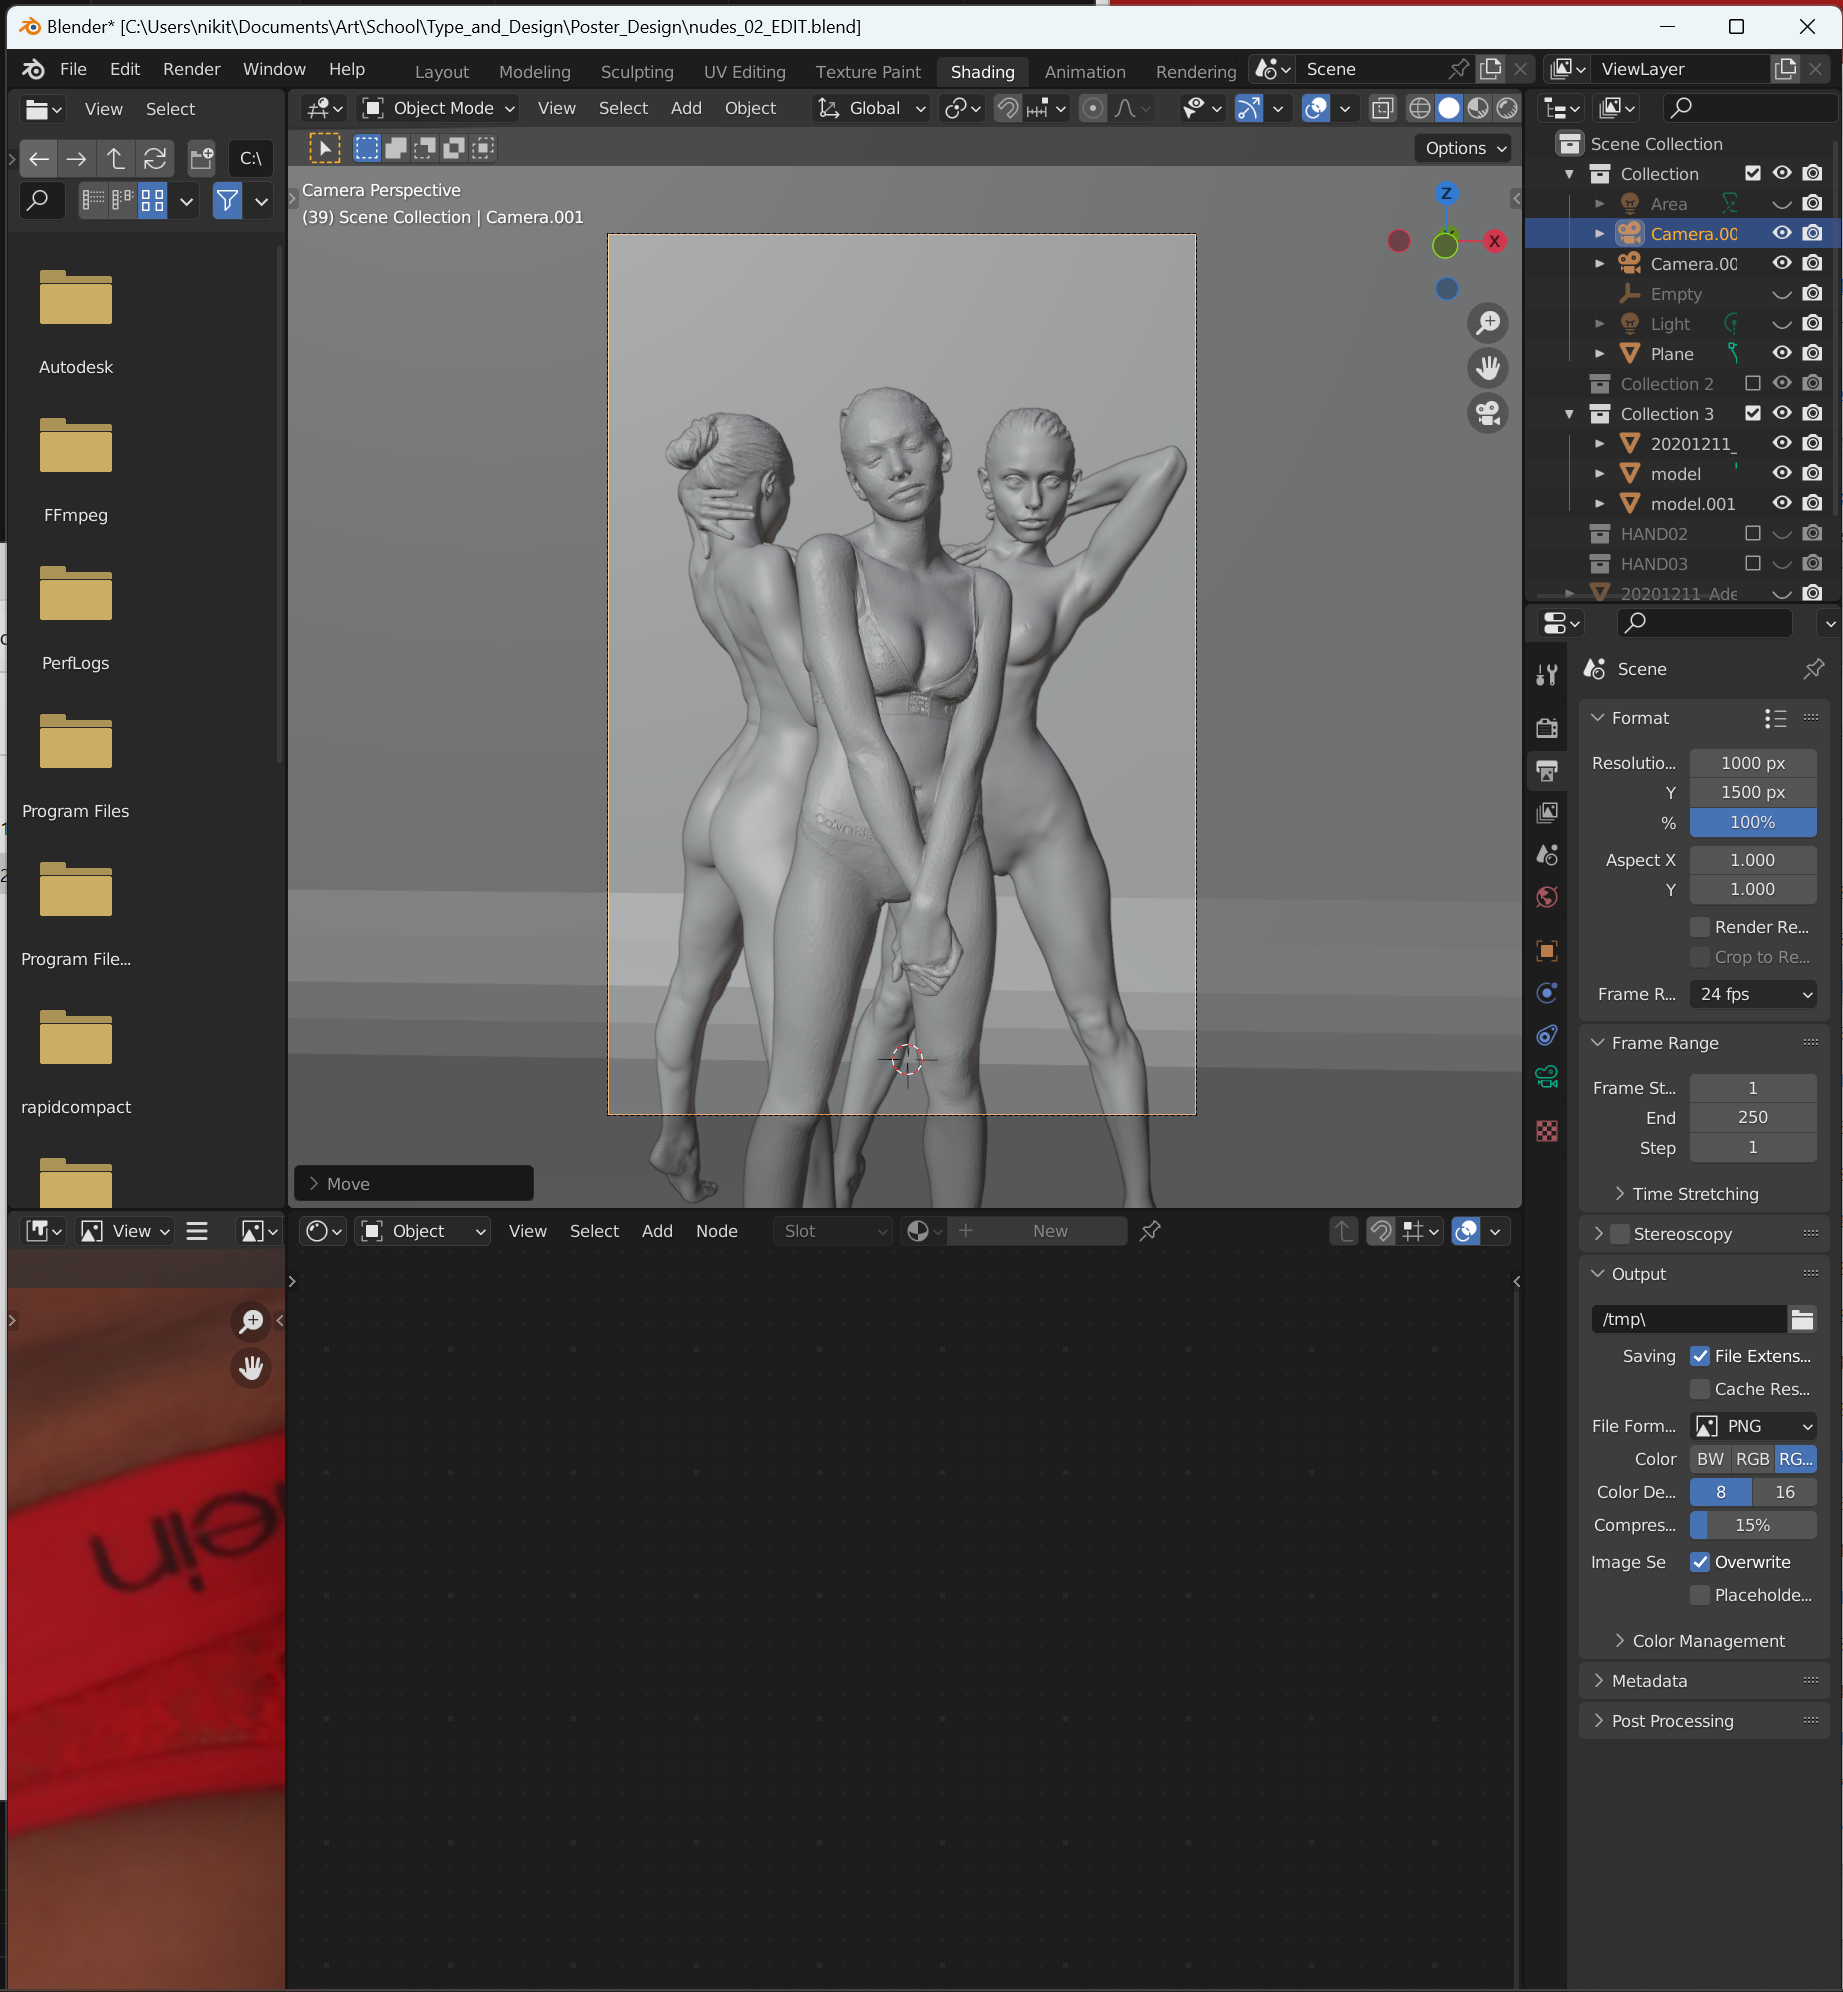 Blender* [C:\Users\nikit\Documents\Art\School\Type_and_Design\Poster_Design\nudes_02_EDIT.blend]
File Edit Render Window Help Layout Modeling Sculpting UV Editing Texture Paint Shading Animation Rendering Scene ViewLayer
View Select
Object Mode View Select Add Object Global
C:\
Options
Autodesk
FFmpeg
PerfLogs
Program Files
Program File...
rapidcompact
Camera Perspective
(39) Scene Collection | Camera.001
Z
X
Move
Scene Collection
Collection
Area
Camera.00
Camera.00
Empty
Light
Plane
Collection 2
Collection 3
20201211_
model
model.001
HAND02
HAND03
20201211_Ade
Scene
Format
Resolutio... 1000 px
Y 1500 px
% 100%
Aspect X 1.000
Y 1.000
Render Re...
Crop to Re...
Frame R... 24 fps
Frame Range
Frame St... 1
End 250
Step 1
Time Stretching
Stereoscopy
Output
/tmp\
Saving File Extens...
Cache Res...
File Form... PNG
Color BW RGB RG...
Color De... 8 16
Compres... 15%
Image Se Overwrite
Placeholde...
Color Management
Metadata
Post Processing
View
Object View Select Add Node Slot New
ein